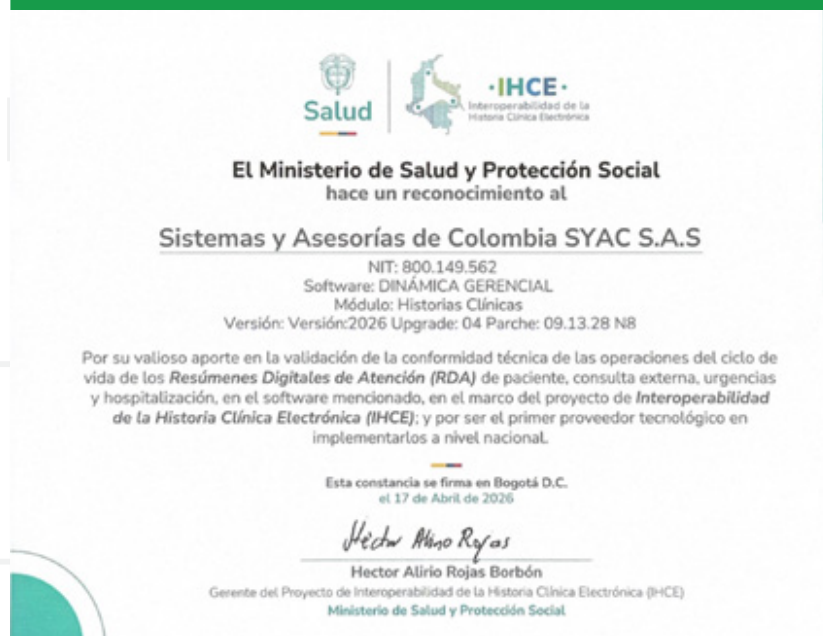 Salud
·IHCE·
Interoperabilidad de la
Historia Clínica Electrónica
El Ministerio de Salud y Protección Social
hace un reconocimiento al
Sistemas y Asesorías de Colombia SYAC S.A.S
NIT: 800.149.562
Software: DINÁMICA GERENCIAL
Módulo: Historias Clínicas
Versión: Versión:2026 Upgrade: 04 Parche: 09.13.28 N8
Por su valioso aporte en la validación de la conformidad técnica de las operaciones del ciclo de
vida de los Resúmenes Digitales de Atención (RDA) de paciente, consulta externa, urgencias
y hospitalización, en el software mencionado, en el marco del proyecto de Interoperabilidad
de la Historia Clínica Electrónica (IHCE); y por ser el primer proveedor tecnológico en
implementarlos a nivel nacional.
Esta constancia se firma en Bogotá D.C.
el 17 de Abril de 2026
Héctor Alirio Rojas
Hector Alirio Rojas Borbón
Gerente del Proyecto de Interoperabilidad de la Historia Clínica Electrónica (IHCE)
Ministerio de Salud y Protección Social